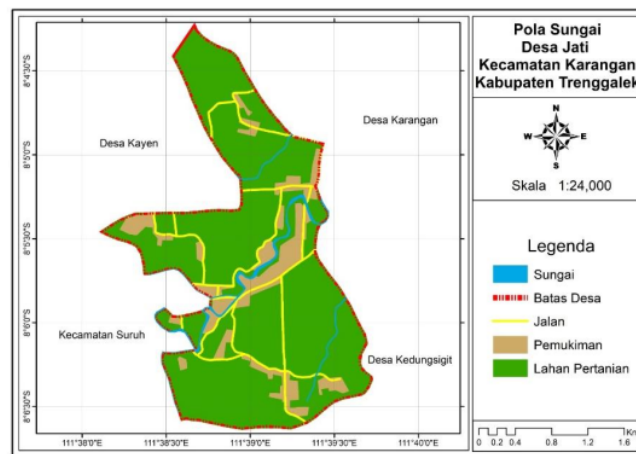 Pola Sungai
Desa Jati
Kecamatan Karangan
Kabupaten Trenggalek
N
W E
S
Skala 1:24,000
Legenda
Sungai
Batas Desa
Jalan
Pemukiman
Lahan Pertanian
Km
0 0.2 0.4 0.8 1.2 1.6
Desa Karangan
Desa Kayen
Kecamatan Suruh
Desa Kedungsigit
8°4'30"S
8°5'0"S
8°5'30"S
8°6'0"S
8°6'30"S
111°38'0"E 111°38'30"E 111°39'0"E 111°39'30"E 111°40'0"E